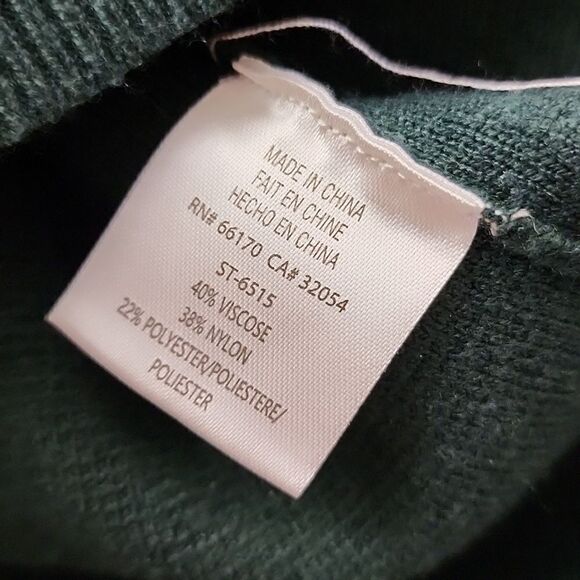 MADE IN CHINA
FAIT EN CHINE
HECHO EN CHINA
RN# 66170 CA# 32054
ST-6515
40% VISCOSE
38% NYLON
22% POLYESTER/POLIESTERE/
POLIESTER